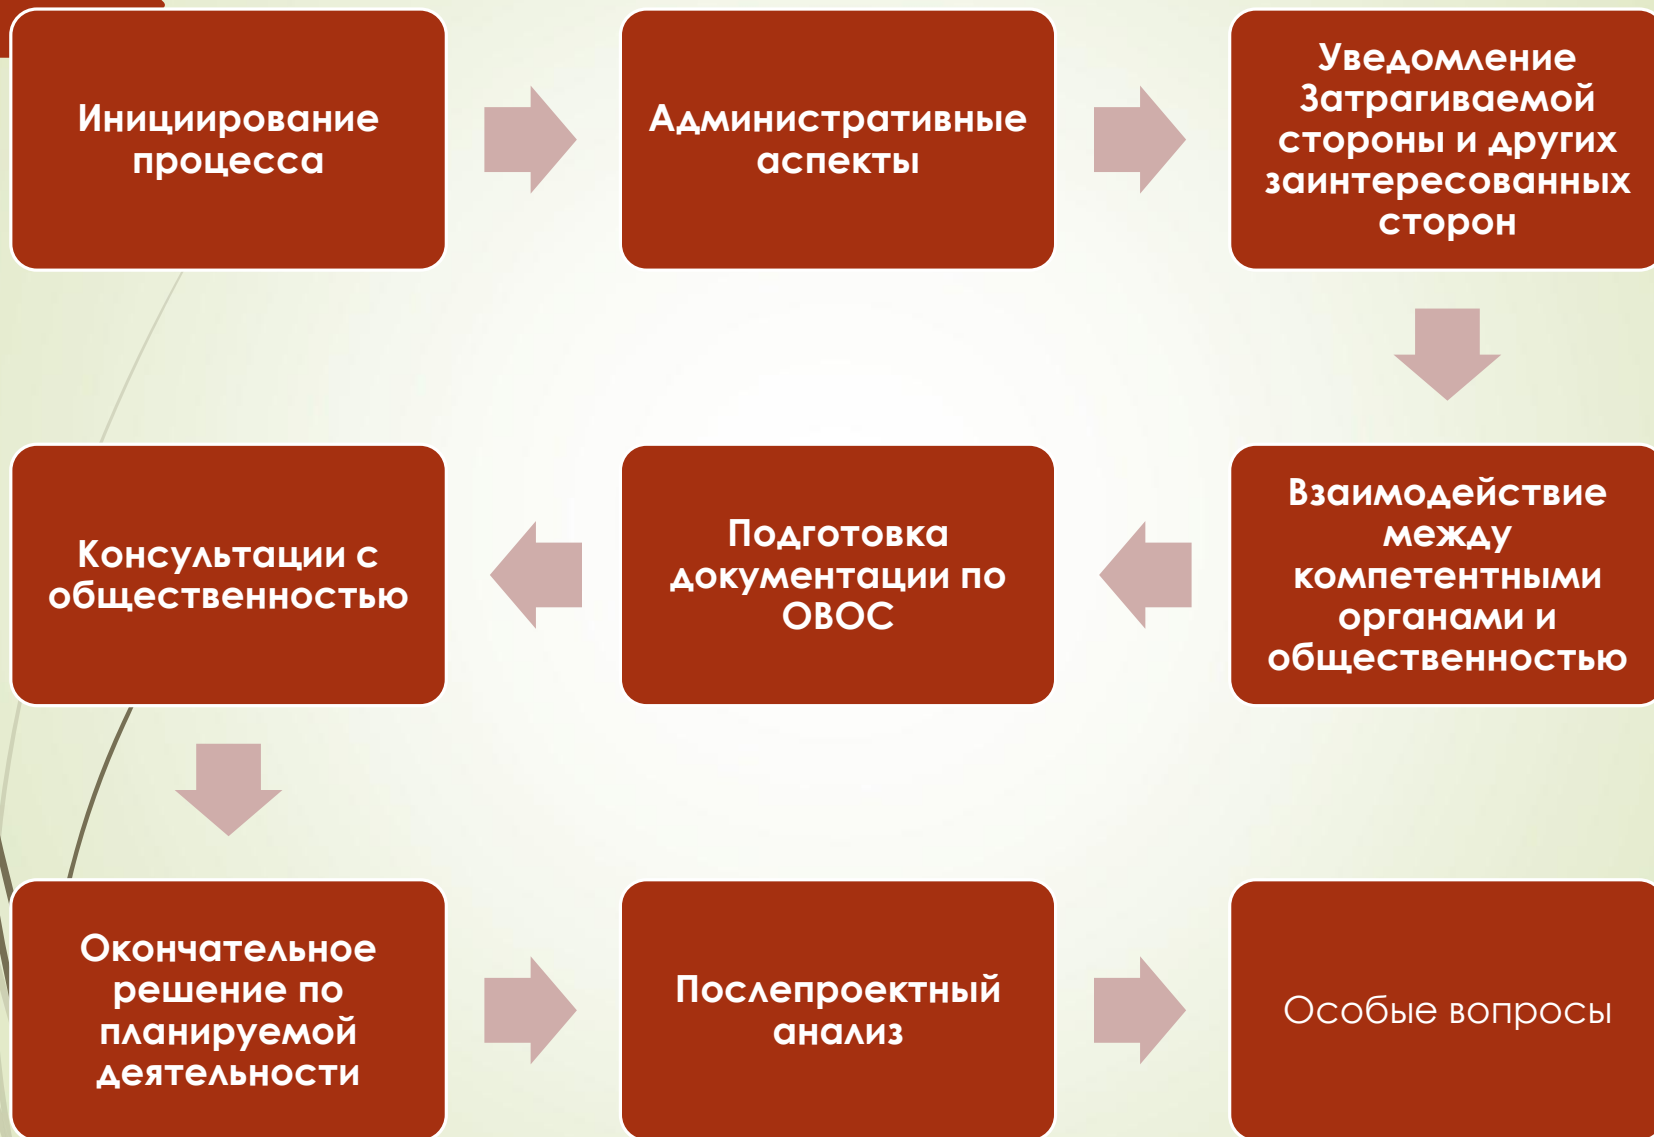 Инициирование
процесса
Административные
аспекты
Уведомление
Затрагиваемой
стороны и других
заинтересованных
сторон
Взаимодействие
между
компетентными
органами и
общественностью
Подготовка
документации по
ОВОС
Консультации с
общественностью
Окончательное
решение по
планируемой
деятельности
Послепроектный
анализ
Особые вопросы